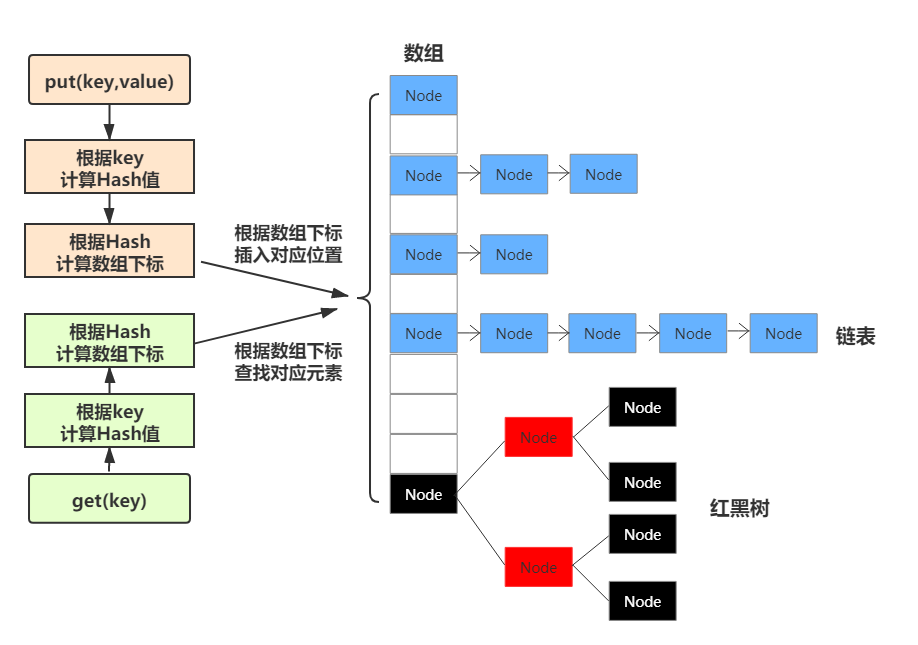 数组
put(key,value)
根据key
计算Hash值
根据Hash
计算数组下标
根据Hash
计算数组下标
根据key
计算Hash值
get(key)
根据数组下标
插入对应位置
根据数组下标
查找对应元素
Node
Node Node Node
Node Node
Node Node Node Node Node
链表
Node
Node
Node
Node
红黑树
Node
Node
Node